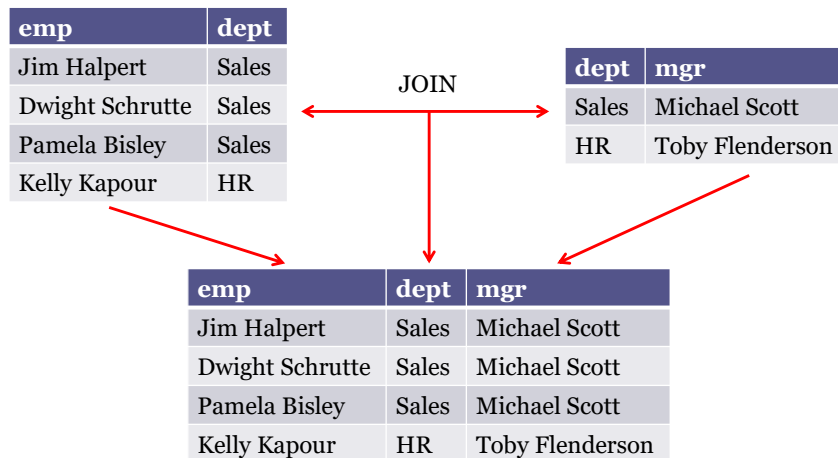 emp dept
Jim Halpert Sales
Dwight Schrutte Sales
Pamela Bisley Sales
Kelly Kapour HR
JOIN
dept mgr
Sales Michael Scott
HR Toby Flenderson
emp dept mgr
Jim Halpert Sales Michael Scott
Dwight Schrutte Sales Michael Scott
Pamela Bisley Sales Michael Scott
Kelly Kapour HR Toby Flenderson